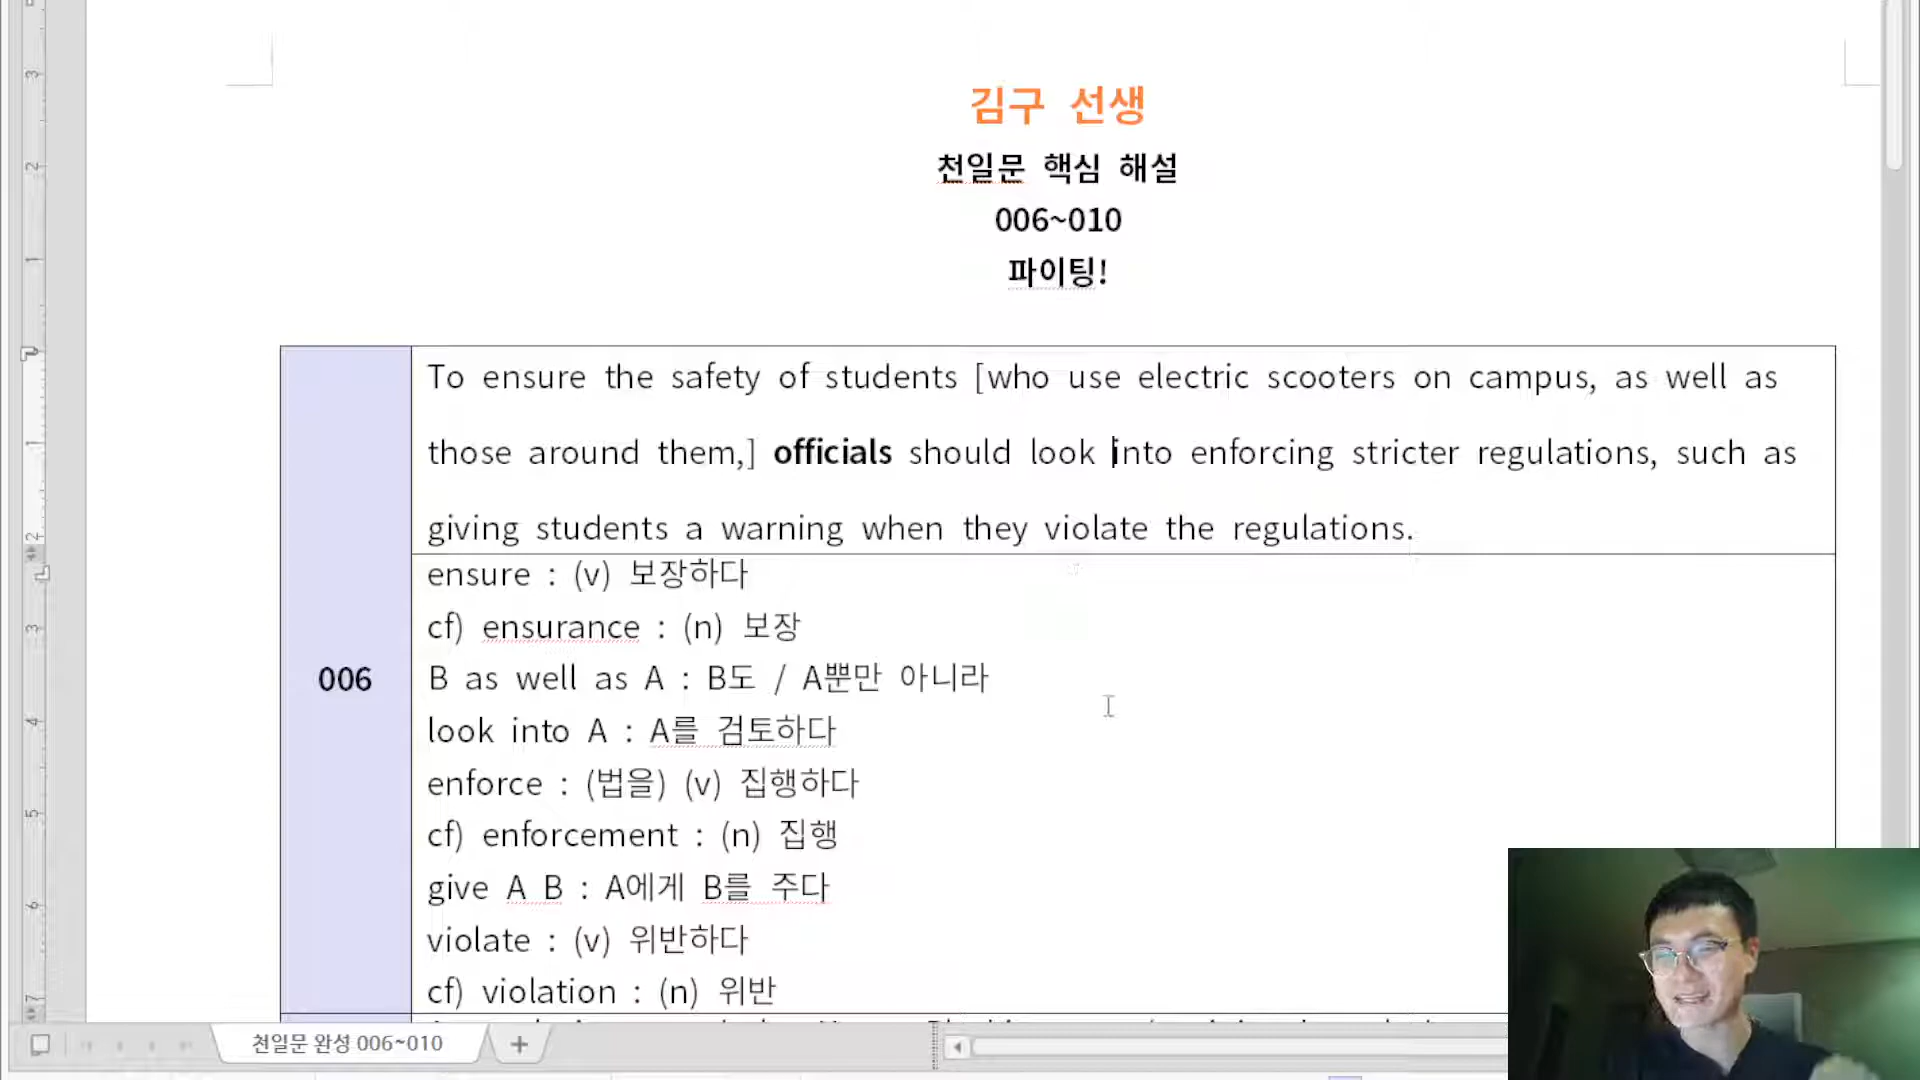 김구 선생
천일문 핵심 해설
006~010
파이팅!
To ensure the safety of students [who use electric scooters on campus, as well as
those around them,] officials should look into enforcing stricter regulations, such as
giving students a warning when they violate the regulations.
006
ensure : (v) 보장하다
cf) ensurance : (n) 보장
B as well as A : B도 / A뿐만 아니라
look into A : A를 검토하다
enforce : (법을) (v) 집행하다
cf) enforcement : (n) 집행
give A B : A에게 B를 주다
violate : (v) 위반하다
cf) violation : (n) 위반
천일문 완성 006~010